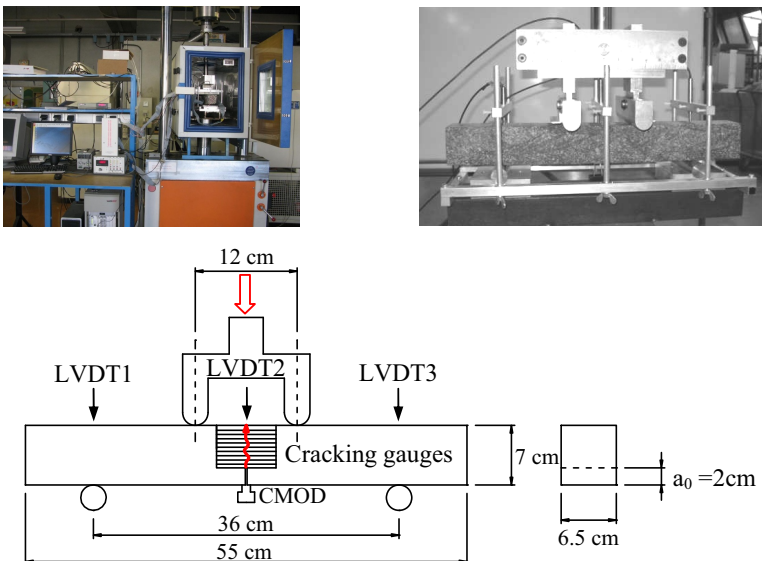 12 cm
LVDT2
LVDT1
LVDT3
Cracking gauges
7 cm
a₀ =2cm
CMOD
36 cm
6.5 cm
55 cm